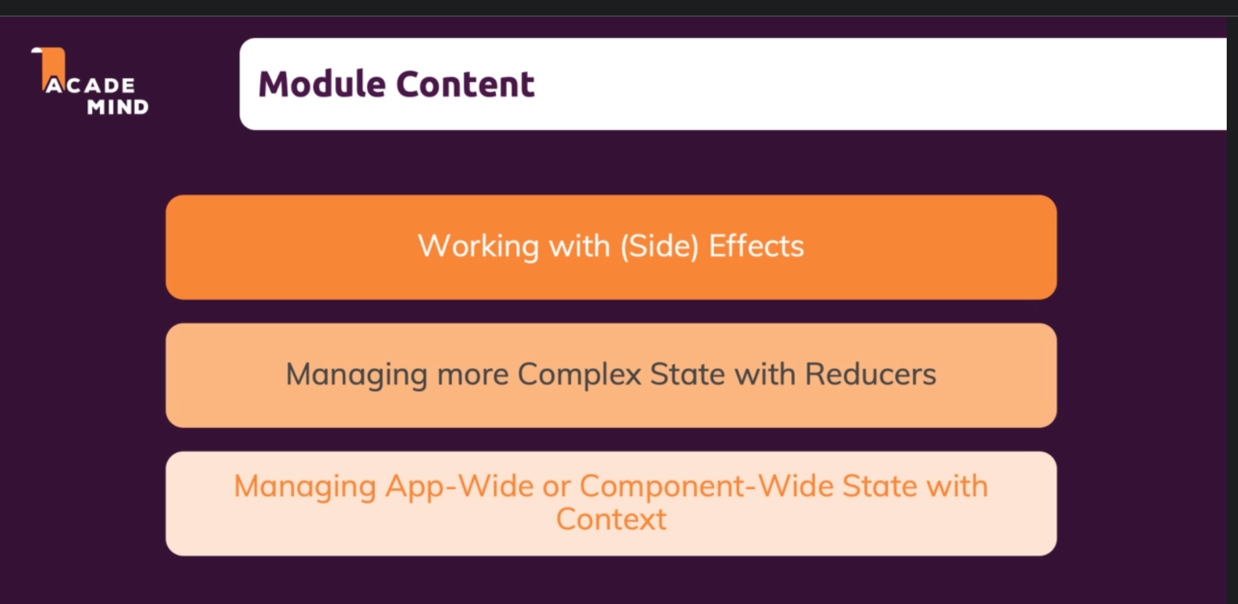 ACADE
MIND
Module Content
Working with (Side) Effects
Managing more Complex State with Reducers
Managing App-Wide or Component-Wide State with
Context